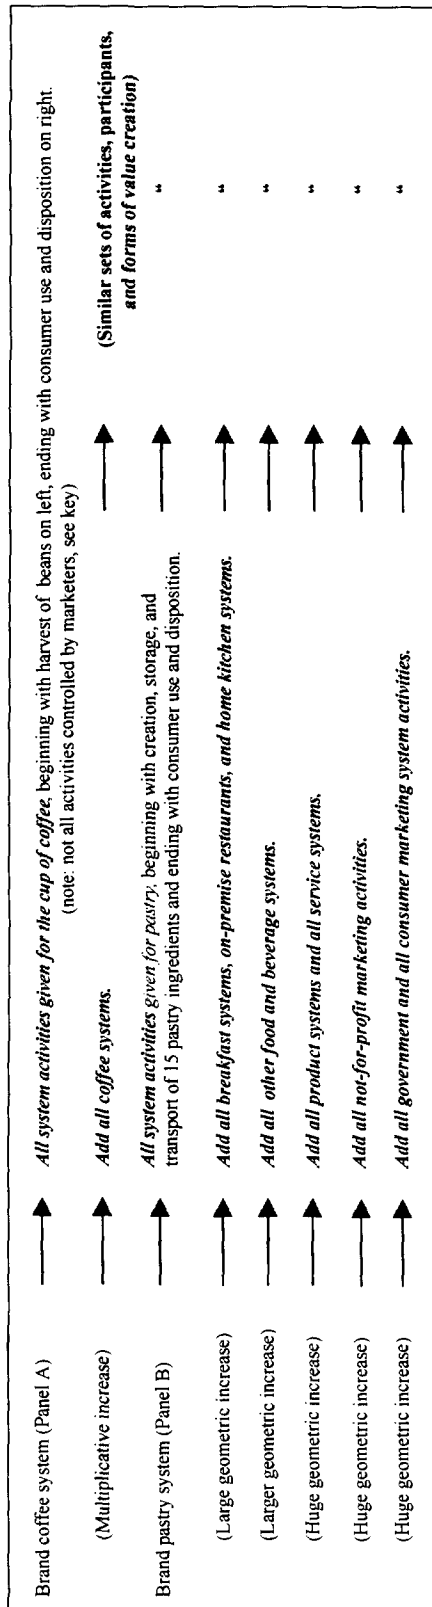 Brand coffee system (Panel A) → All system activities given for the cup of coffee, beginning with harvest of beans on left, ending with consumer use and disposition on right.
(note: not all activities controlled by marketers, see key)
(Multiplicative increase) → Add all coffee systems. → (Similar sets of activities, participants,
and forms of value creation)
Brand pastry system (Panel B) → All system activities given for pastry, beginning with creation, storage, and → “
transport of 15 pastry ingredients and ending with consumer use and disposition.
(Large geometric increase) → Add all breakfast systems, on-premise restaurants, and home kitchen systems. → “
(Larger geometric increase) → Add all other food and beverage systems. → “
(Huge geometric increase) → Add all product systems and all service systems. → “
(Huge geometric increase) → Add all not-for-profit marketing activities. → “
(Huge geometric increase) → Add all government and all consumer marketing system activities. → “